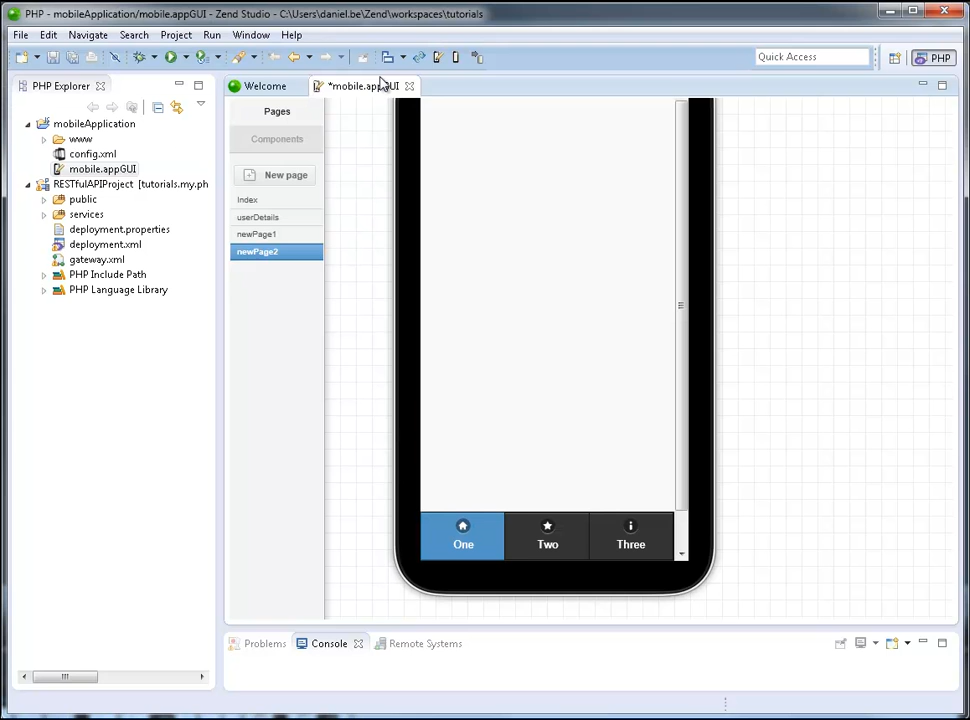 PHP - mobileApplication/mobile.appGUI - Zend Studio - C:\Users\daniel.be\Zend\workspaces\tutorials
File Edit Navigate Search Project Run Window Help
Quick Access
PHP
PHP Explorer
Welcome
*mobile.appGUI
mobileApplication
www
config.xml
mobile.appGUI
RESTfulAPIProject [tutorials.my.ph
public
services
deployment.properties
deployment.xml
gateway.xml
PHP Include Path
PHP Language Library
Pages
Components
New page
Index
userDetails
newPage1
newPage2
One Two Three
Problems Console Remote Systems